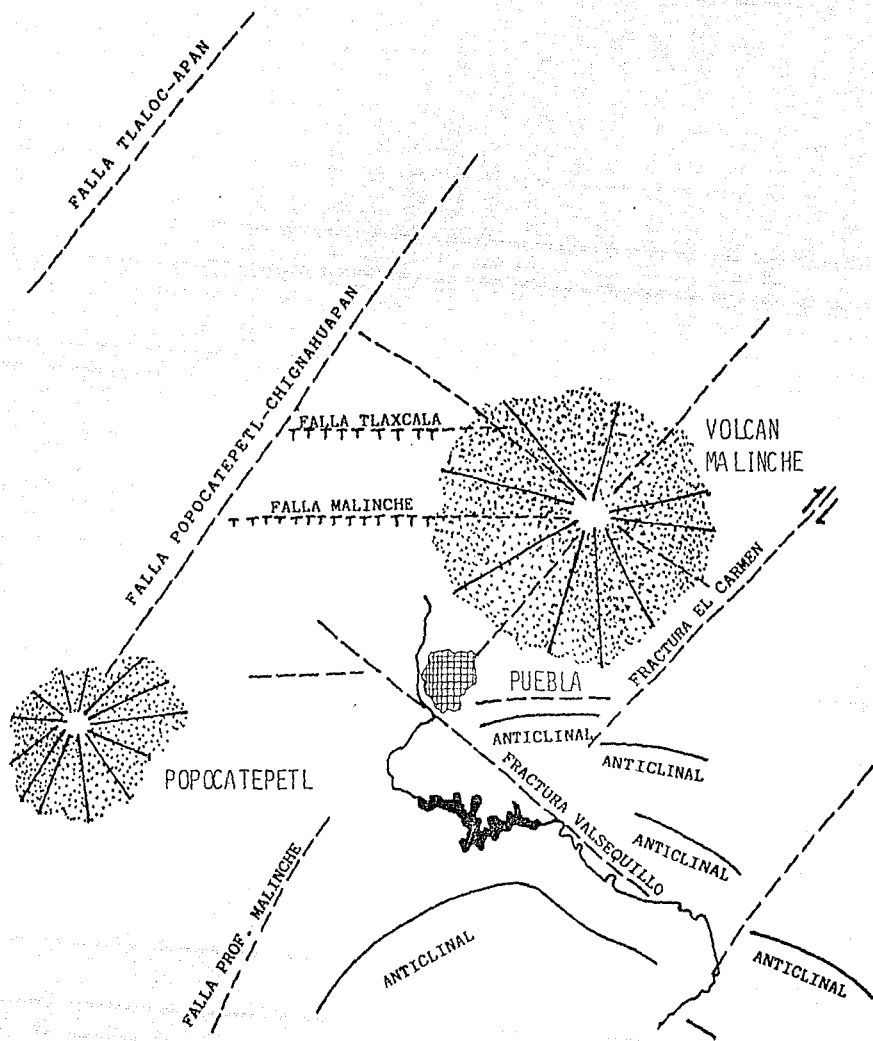 FALLA TLALOC-APAN
FALLA POPOCATEPETL-CHIGNAHUAPAN
FALLA TLAXCALA
VOLCAN
MALINCHE
FALLA MALINCHE
FRACTURA EL CARMEN
PUEBLA
ANTICLINAL
ANTICLINAL
FRACTURA VALSEQUILLO
POPOCATEPETL
ANTICLINAL
FALLA PROF. MALINCHE
ANTICLINAL
ANTICLINAL